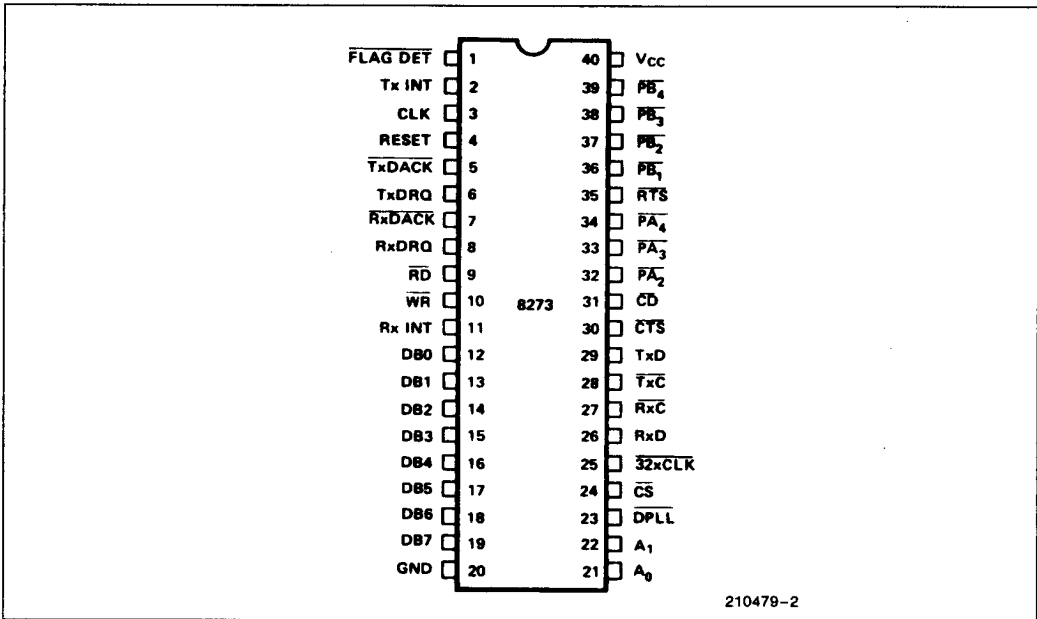 FLAG DET 1 40 VCC
Tx INT 2 39 PB4
CLK 3 38 PB3
RESET 4 37 PB2
TxDACK 5 36 PB1
TxDRQ 6 35 RTS
RxDACK 7 34 PA4
RxDRQ 8 33 PA3
RD 9 32 PA2
WR 10 8273 31 CD
Rx INT 11 30 CTS
DB0 12 29 TxD
DB1 13 28 TxC
DB2 14 27 RxC
DB3 15 26 RxD
DB4 16 25 32xCLK
DB5 17 24 CS
DB6 18 23 DPLL
DB7 19 22 A1
GND 20 21 A0
210479-2